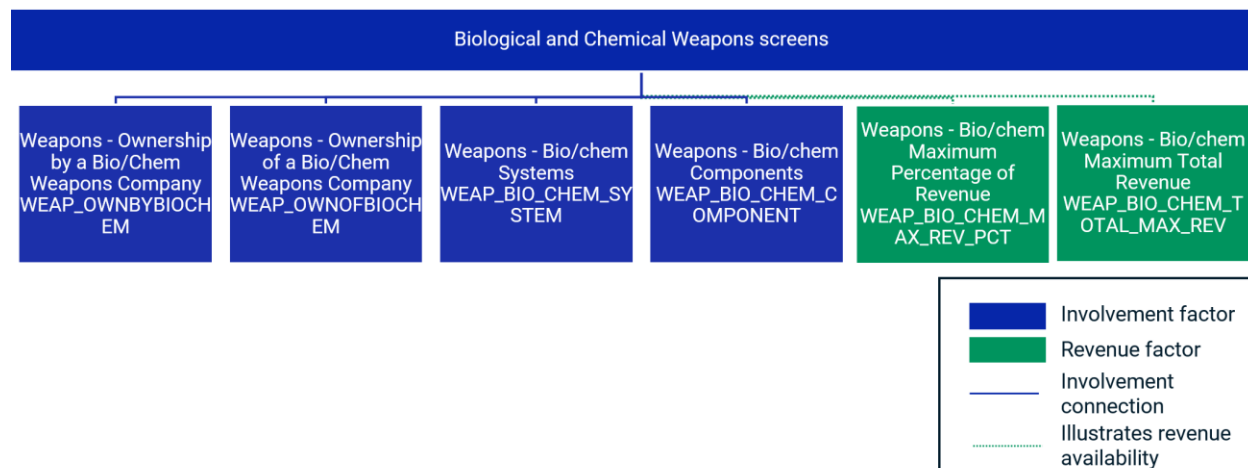 Biological and Chemical Weapons screens
Weapons - Ownership
by a Bio/Chem
Weapons Company
WEAP_OWNBYBIOCH
EM
Weapons - Ownership
of a Bio/Chem
Weapons Company
WEAP_OWNOFBIOCH
EM
Weapons - Bio/chem
Systems
WEAP_BIO_CHEM_SY
STEM
Weapons - Bio/chem
Components
WEAP_BIO_CHEM_C
OMPONENT
Weapons - Bio/chem
Maximum
Percentage of
Revenue
WEAP_BIO_CHEM_M
AX_REV_PCT
Weapons - Bio/chem
Maximum Total
Revenue
WEAP_BIO_CHEM_T
OTAL_MAX_REV
Involvement factor
Revenue factor
Involvement
connection
Illustrates revenue
availability